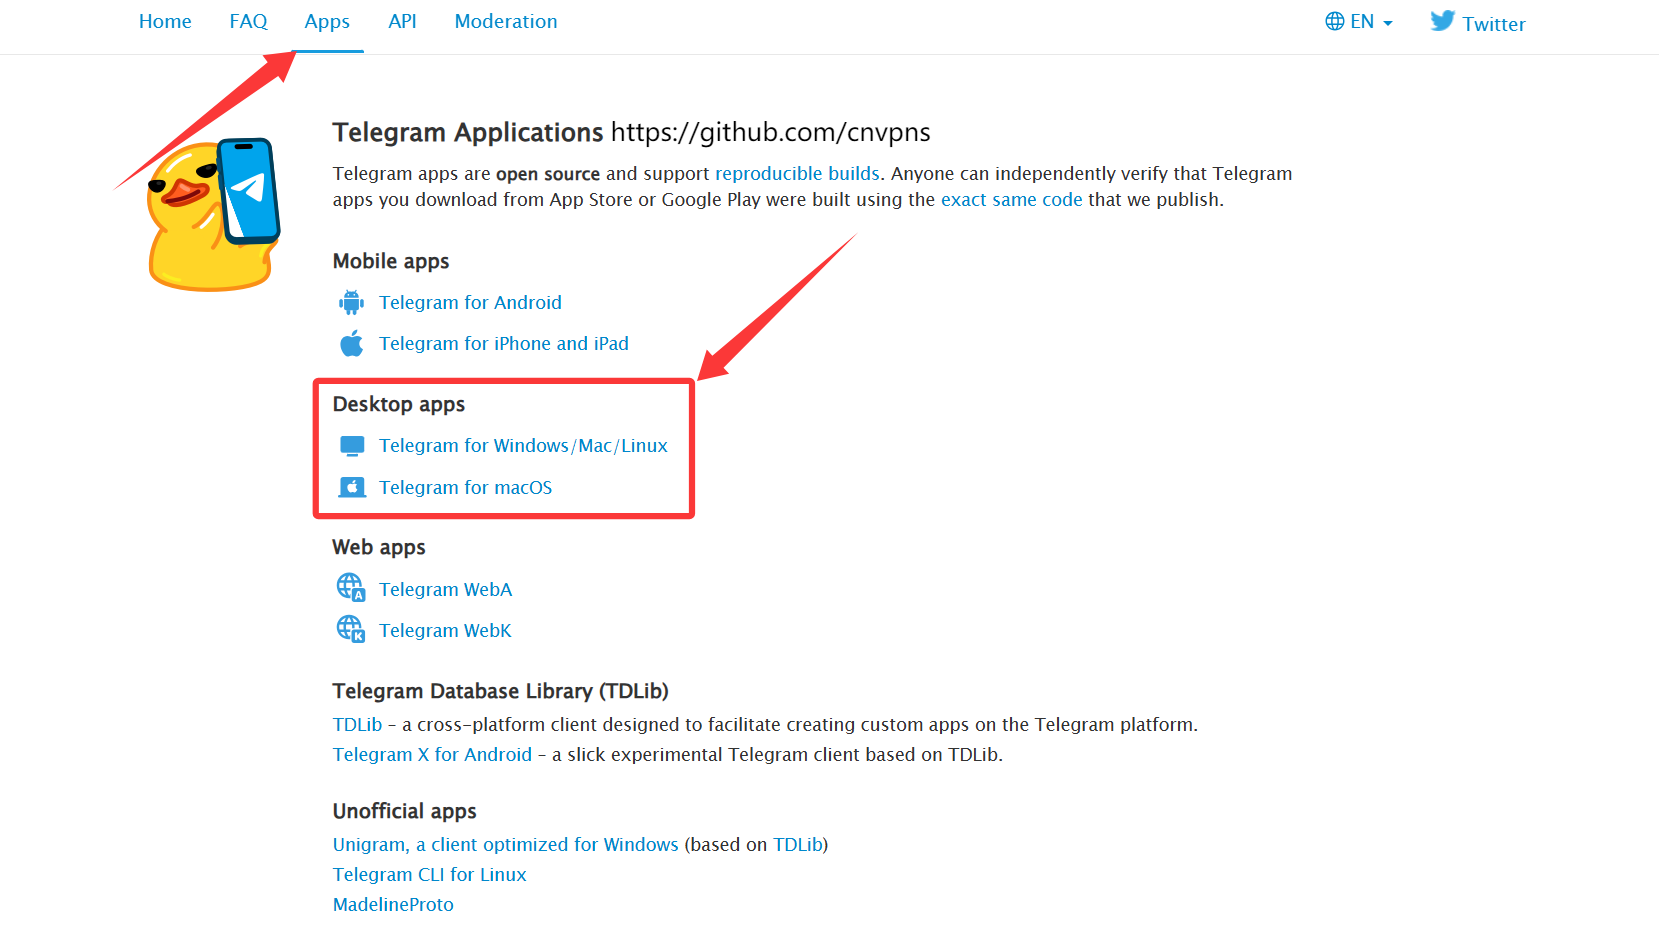 Home FAQ Apps API Moderation EN Twitter
Telegram Applications https://github.com/cnvpns
Telegram apps are open source and support reproducible builds. Anyone can independently verify that Telegram
apps you download from App Store or Google Play were built using the exact same code that we publish.
Mobile apps
Telegram for Android
Telegram for iPhone and iPad
Desktop apps
Telegram for Windows/Mac/Linux
Telegram for macOS
Web apps
A Telegram WebA
K Telegram WebK
Telegram Database Library (TDLib)
TDLib – a cross-platform client designed to facilitate creating custom apps on the Telegram platform.
Telegram X for Android – a slick experimental Telegram client based on TDLib.
Unofficial apps
Unigram, a client optimized for Windows (based on TDLib)
Telegram CLI for Linux
MadelineProto